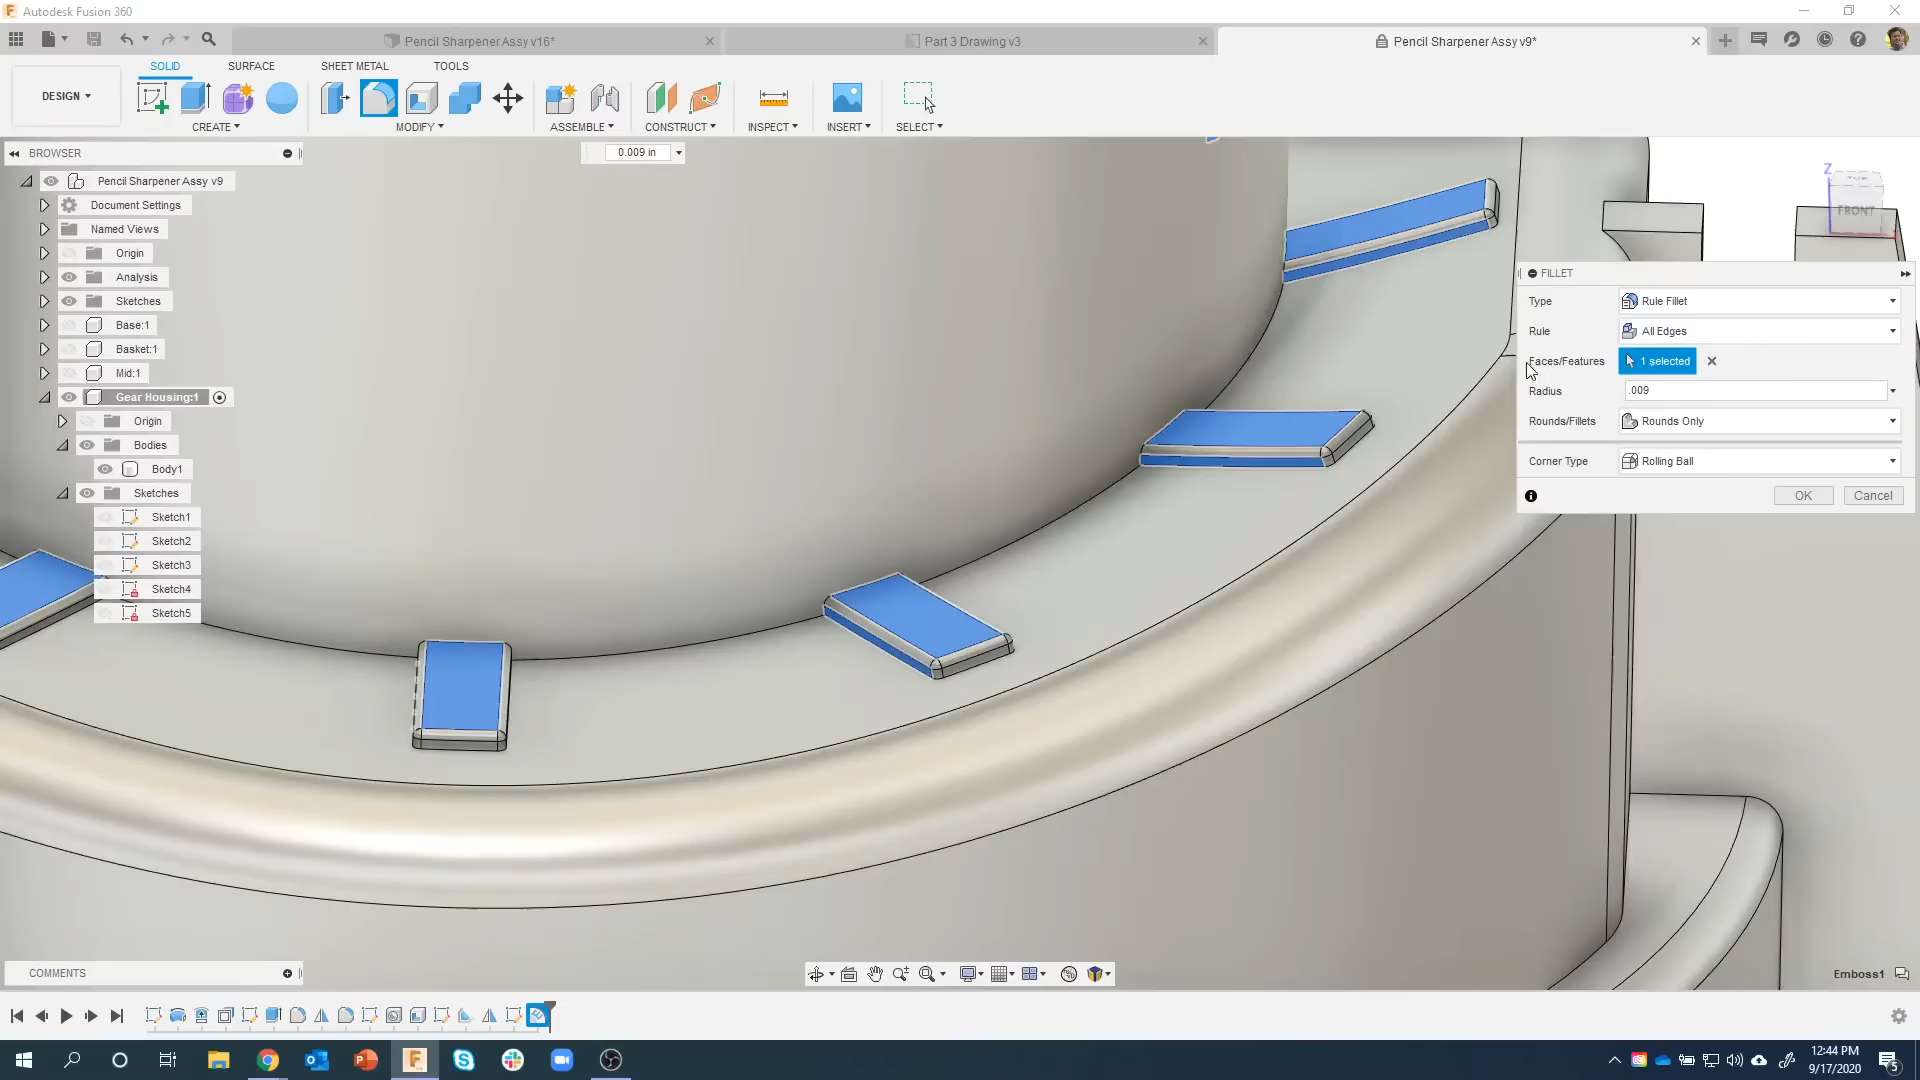 Autodesk Fusion 360
Pencil Sharpener Assy v16*
Part 3 Drawing v3
Pencil Sharpener Assy v9*
SOLID
SURFACE
SHEET METAL
TOOLS
DESIGN
CREATE
MODIFY
ASSEMBLE
CONSTRUCT
INSPECT
INSERT
SELECT
BROWSER
0.009 in
Pencil Sharpener Assy v9
Document Settings
Named Views
Origin
Analysis
Sketches
Base:1
Basket:1
Mid:1
Gear Housing:1
Origin
Bodies
Body1
Sketches
Sketch1
Sketch2
Sketch3
Sketch4
Sketch5
Z
TOP
FRONT
FILLET
Type
Rule Fillet
Rule
All Edges
Faces/Features
1 selected
Radius
.009
Rounds/Fillets
Rounds Only
Corner Type
Rolling Ball
OK
Cancel
COMMENTS
Emboss1
12:44 PM
9/17/2020
5